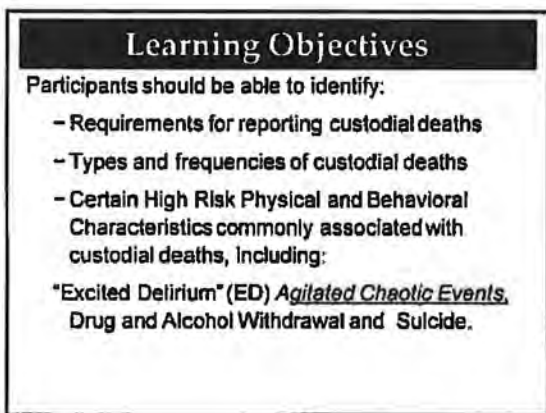 Learning Objectives
Participants should be able to identify:
– Requirements for reporting custodial deaths
– Types and frequencies of custodial deaths
– Certain High Risk Physical and Behavioral
Characteristics commonly associated with
custodial deaths, Including:
"Excited Delirium" (ED) Agitated Chaotic Events,
Drug and Alcohol Withdrawal and Suicide.